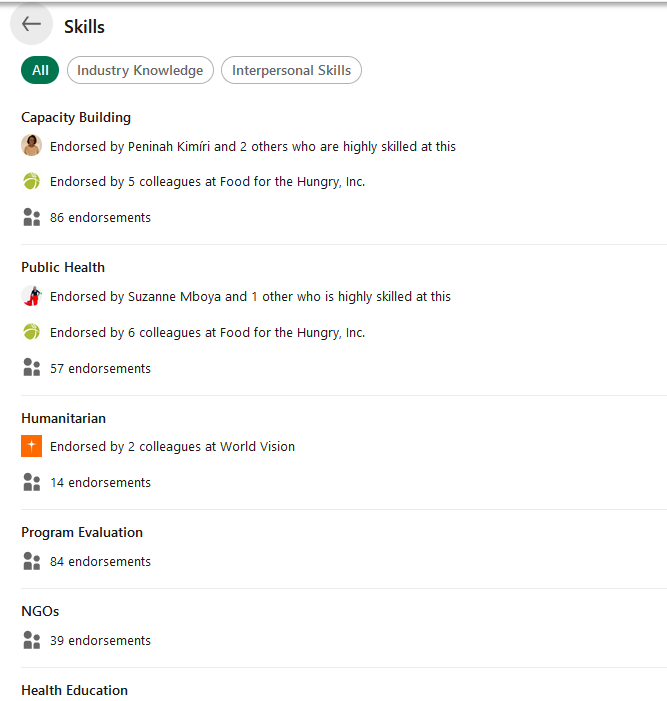 Skills
All
Industry Knowledge
Interpersonal Skills
Capacity Building
Endorsed by Peninah Kimíri and 2 others who are highly skilled at this
Endorsed by 5 colleagues at Food for the Hungry, Inc.
86 endorsements
Public Health
Endorsed by Suzanne Mboya and 1 other who is highly skilled at this
Endorsed by 6 colleagues at Food for the Hungry, Inc.
57 endorsements
Humanitarian
Endorsed by 2 colleagues at World Vision
14 endorsements
Program Evaluation
84 endorsements
NGOs
39 endorsements
Health Education